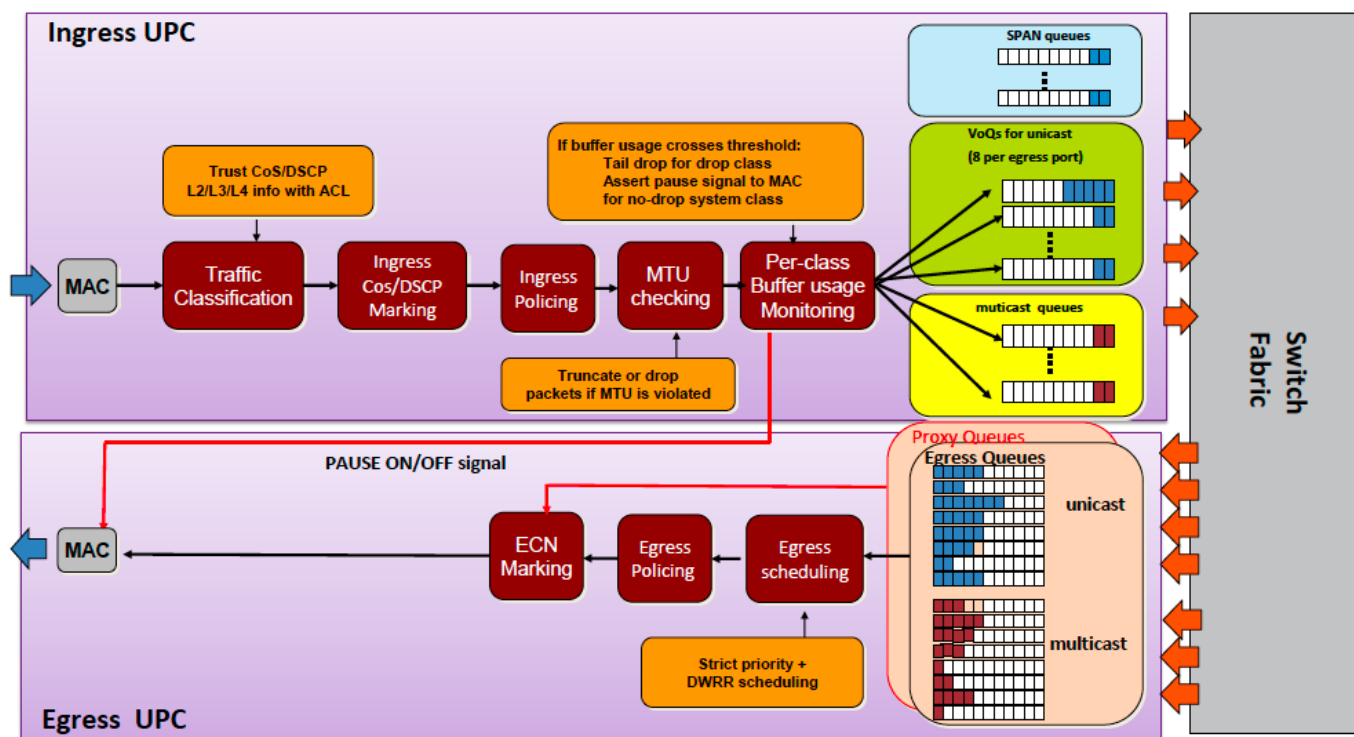 Ingress UPC
SPAN queues
If buffer usage crosses threshold:
Tail drop for drop class
Assert pause signal to MAC
for no-drop system class
VoQs for unicast
(8 per egress port)
Trust CoS/DSCP
L2/L3/L4 info with ACL
MAC
Traffic
Classification
Ingress
Cos/DSCP
Marking
Ingress
Policing
MTU
checking
Per-class
Buffer usage
Monitoring
muticast queues
Truncate or drop
packets if MTU is violated
Switch
Fabric
PAUSE ON/OFF signal
Proxy Queues
Egress Queues
unicast
MAC
ECN
Marking
Egress
Policing
Egress
scheduling
multicast
Strict priority +
DWRR scheduling
Egress UPC